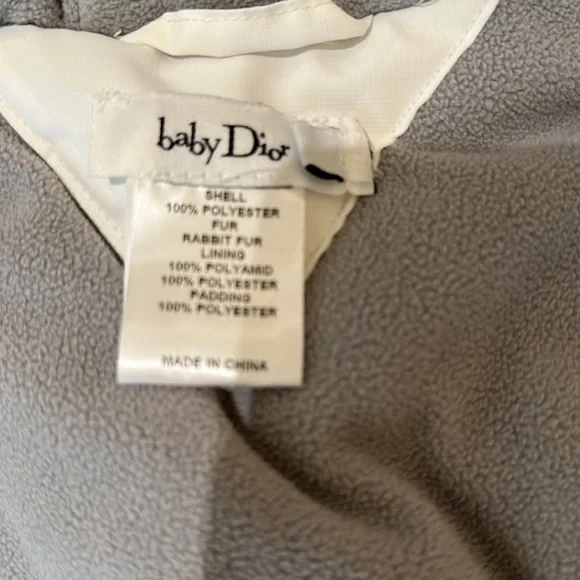 baby Dior
SHELL
100% POLYESTER
FUR
RABBIT FUR
LINING
100% POLYAMID
100% POLYESTER
PADDING
100% POLYESTER
MADE IN CHINA